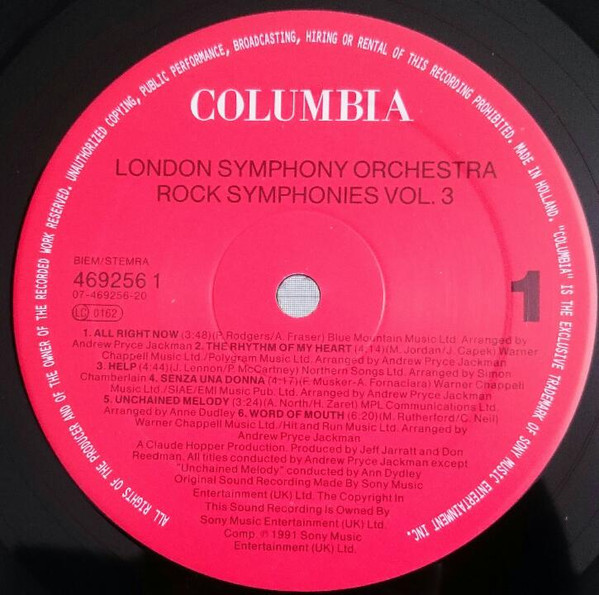 ALL RIGHTS OF THE PRODUCER AND OF THE OWNER OF THE RECORDED WORK RESERVED. UNAUTHORIZED COPYING, PUBLIC PERFORMANCE, BROADCASTING, HIRING OR RENTAL OF THIS RECORDING PROHIBITED. MADE IN HOLLAND. "COLUMBIA" IS THE EXCLUSIVE TRADEMARK OF SONY MUSIC ENTERTAINMENT INC.
COLUMBIA
LONDON SYMPHONY ORCHESTRA
ROCK SYMPHONIES VOL. 3
BIEM/STEMRA
469256 1
07-469256-20
LC 0162
1
1. ALL RIGHT NOW (3:48)(P. Rodgers/A. Fraser) Blue Mountain Music Ltd. Arranged by
Andrew Pryce Jackman 2. THE RHYTHM OF MY HEART (4:14)(M. Jordan/J. Capek) Warner
Chappell Music Ltd./Polygram Music Ltd. Arranged by Andrew Pryce Jackman
3. HELP (4:44)(J. Lennon/P. McCartney) Northern Songs Ltd. Arranged by Simon
Chamberlain 4. SENZA UNA DONNA (4:17)(F. Musker-A. Fornaciara) Warner Chappell
Music Ltd./SIAE/EMI Music Pub. Ltd. Arranged by Andrew Pryce Jackman
5. UNCHAINED MELODY (3:24)(A. North/H. Zaret) MPL Communications Ltd.
Arranged by Anne Dudley 6. WORD OF MOUTH (6:20)(M. Rutherford/C. Neil)
Warner Chappell Music Ltd./Hit and Run Music Ltd. Arranged by
Andrew Pryce Jackman
A Claude Hopper Production. Produced by Jeff Jarratt and Don
Reedman. All titles conducted by Andrew Pryce Jackman except
"Unchained Melody" conducted by Ann Dydley
Original Sound Recording Made By Sony Music
Entertainment (UK) Ltd. The Copyright In
This Sound Recording is Owned By
Sony Music Entertainment (UK) Ltd.
Comp. ℗ 1991 Sony Music
Entertainment (UK) Ltd.